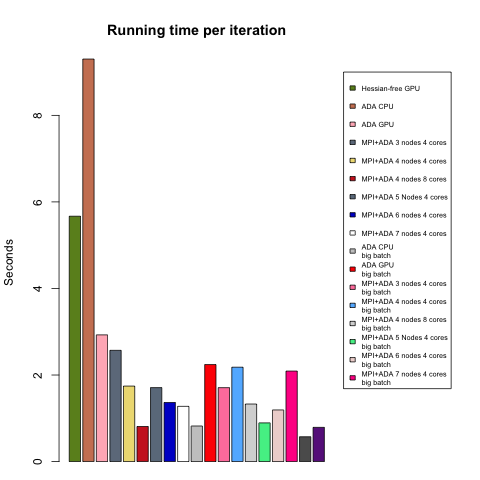 Running time per iteration
Seconds
0
2
4
6
8
Hessian-free GPU
ADA CPU
ADA GPU
MPI+ADA 3 nodes 4 cores
MPI+ADA 4 nodes 4 cores
MPI+ADA 4 nodes 8 cores
MPI+ADA 5 Nodes 4 cores
MPI+ADA 6 nodes 4 cores
MPI+ADA 7 nodes 4 cores
ADA CPU
big batch
ADA GPU
big batch
MPI+ADA 3 nodes 4 cores
big batch
MPI+ADA 4 nodes 4 cores
big batch
MPI+ADA 4 nodes 8 cores
big batch
MPI+ADA 5 Nodes 4 cores
big batch
MPI+ADA 6 nodes 4 cores
big batch
MPI+ADA 7 nodes 4 cores
big batch